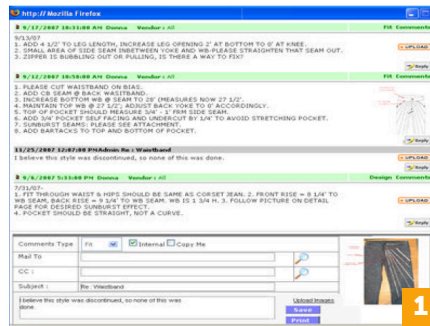 http:// Mozilla Firefox
9/17/2007 10:33:00 AM Donna Vendor : All Fit Comments
9/13/07
1. ADD 4 1/2" TO LEG LENGTH, INCREASE LEG OPENING 2' AT BOTTOM TO 0' AT KNEE.
2. SMALL AREA OF SIDE SEAM INBETWEEN YOKE AND WB-PLEASE STRAIGHTEN THAT SEAM OUT.
3. ZIPPER IS BUBBLING OUT OR PULLING, IS THERE A WAY TO FIX?
UPLOAD
Reply
9/12/2007 10:58:00 AM Donna Vendor : All Fit Comments
1. PLEASE CUT WAISTBAND ON BIAS.
2. ADD CB SEAM @ BACK WASITBAND.
3. INCREASE BOTTOM WB @ SEAM TO 28' (MEASURES NOW 27 1/2'.
4. MAINTAIN TOP WB @ 27 1/2'; ADJUST BACK YOKE TO 0' ACCORDINGLY.
5. TOP OF POCKET SHOULD MEASURE 3/4' - 1' FRM SIDE SEAM.
6. ADD 3/4' POCKET SELF FACING AND UNDERCUT BY 1/4' TO AVOID STRETCHING POCKET.
7. SUNBURST SEAMS: PLEASE SEE ATTACHMENT.
8. ADD BARTACKS TO TOP AND BOTTOM OF POCKET.
UPLOAD
Reply
11/25/2007 12:07:00 PM Admin Re : Waistband
I believe this style was discontinued, so none of this was done.
UPLOAD
Reply
9/6/2007 5:33:00 PM Donna Vendor : All Design Comments
7/31/07-
1. FIT THROUGH WAIST & HIPS SHOULD BE SAME AS CORSET JEAN. 2. FRONT RISE = 8 1/4' TO
WB SEAM, BACK RISE = 9 1/4' TO WB SEAM. WB IS 1 3/4 H. 3. FOLLOW PICTURE ON DETAIL
PAGE FOR DESIRED SUNBURST EFFECT.
4. POCKET SHOULD BE STRAIGHT, NOT A CURVE.
UPLOAD
Reply
Comments Type Fit Internal Copy Me
Mail To
CC :
Subject : Re : Waistband
I believe this style was discontinued, so none of this was
done.
Upload Images
Save
Print
1